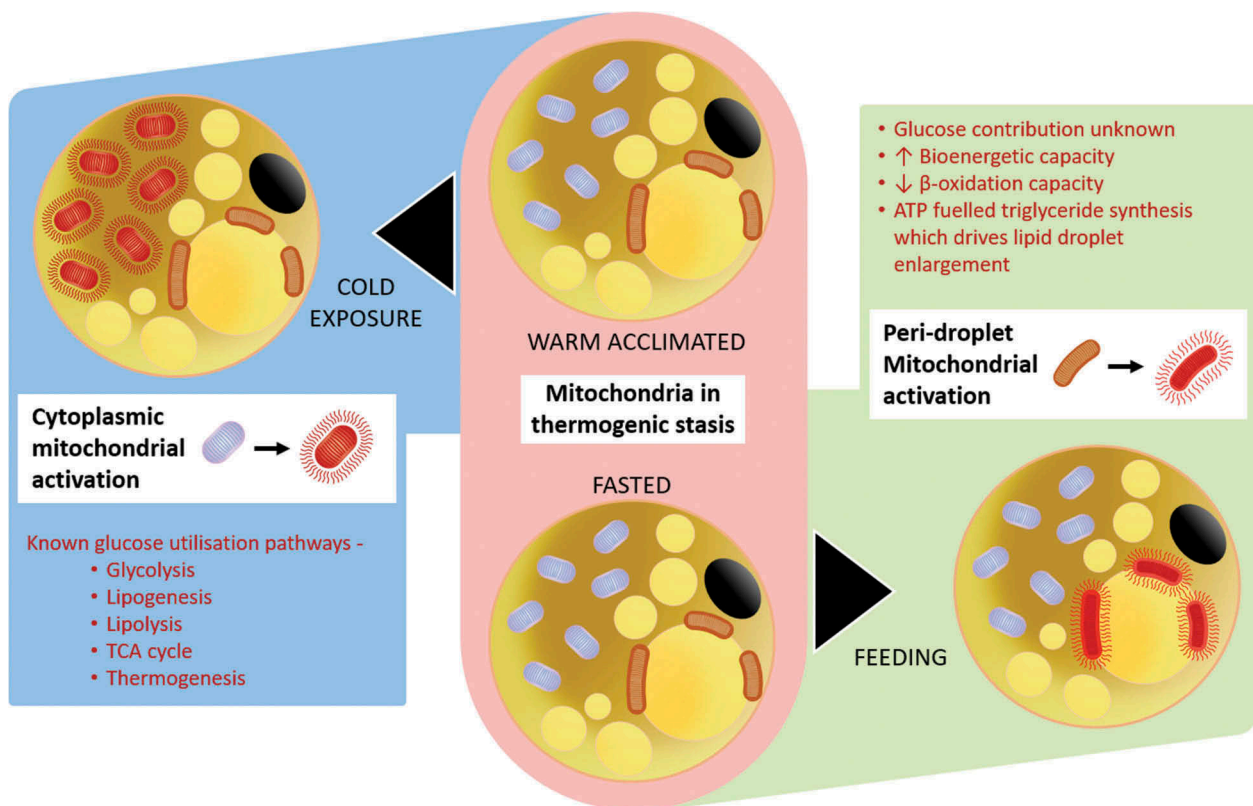 COLD
EXPOSURE
Cytoplasmic
mitochondrial
activation
Known glucose utilisation pathways -
• Glycolysis
• Lipogenesis
• Lipolysis
• TCA cycle
• Thermogenesis
WARM ACCLIMATED
Mitochondria in
thermogenic stasis
FASTED
• Glucose contribution unknown
• ↑ Bioenergetic capacity
• ↓ β-oxidation capacity
• ATP fuelled triglyceride synthesis
which drives lipid droplet
enlargement
Peri-droplet
Mitochondrial
activation
FEEDING